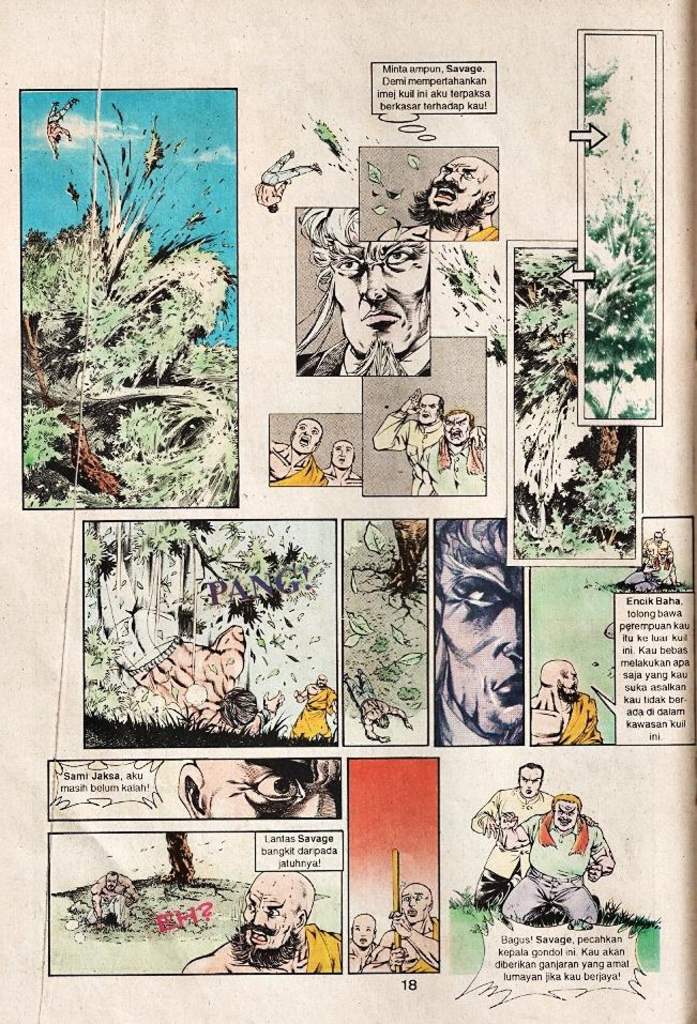 Minta ampun, Savage.
Demi mempertahankan
imej kuil ini aku terpaksa
berkasar terhadap kau!
PANG!
Encik Baha,
tolong bawa
perempuan kau
itu ke luar kuil
ini. Kau bebas
melakukan apa
saja yang kau
suka asalkan
kau tidak ber-
ada di dalam
kawasan kuil
ini.
Sami Jaksa, aku
masih belum kalah!
Lantas Savage
bangkit daripada
jatuhnya!
EH?
Bagus! Savage, pecahkan
kepala gondol ini. Kau akan
diberikan ganjaran yang amat
lumayan jika kau berjaya!
18